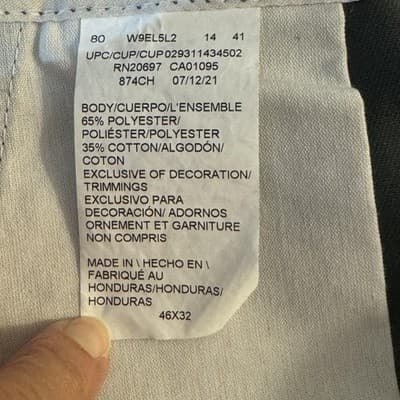 80 W9EL5L2 14 41
UPC/CUP/CUP029311434502
RN20697 CA01095
874CH 07/12/21
BODY/CUERPO/L'ENSEMBLE
65% POLYESTER/
POLIÉSTER/POLYESTER
35% COTTON/ALGODÓN/
COTON
EXCLUSIVE OF DECORATION/
TRIMMINGS
EXCLUSIVO PARA
DECORACIÓN/ ADORNOS
ORNEMENT ET GARNITURE
NON COMPRIS
MADE IN \ HECHO EN \
FABRIQUÉ AU
HONDURAS/HONDURAS/
HONDURAS
46X32